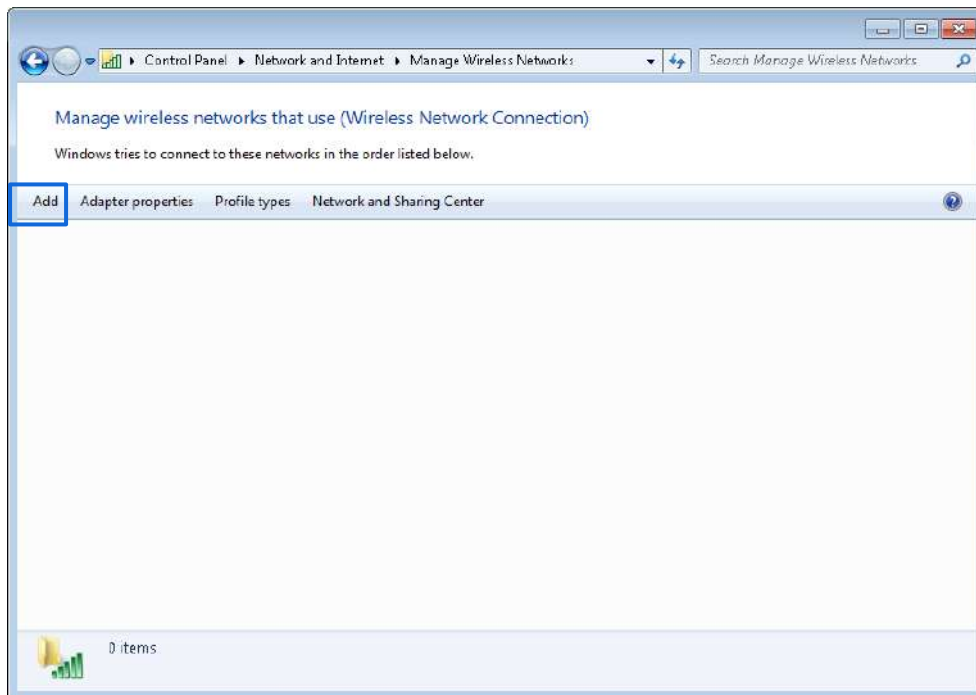 Control Panel Network and Internet Manage Wireless Networks Search Manage Wireless Networks
Manage wireless networks that use (Wireless Network Connection)
Windows tries to connect to these networks in the order listed below.
Add Adapter properties Profile types Network and Sharing Center
0 items